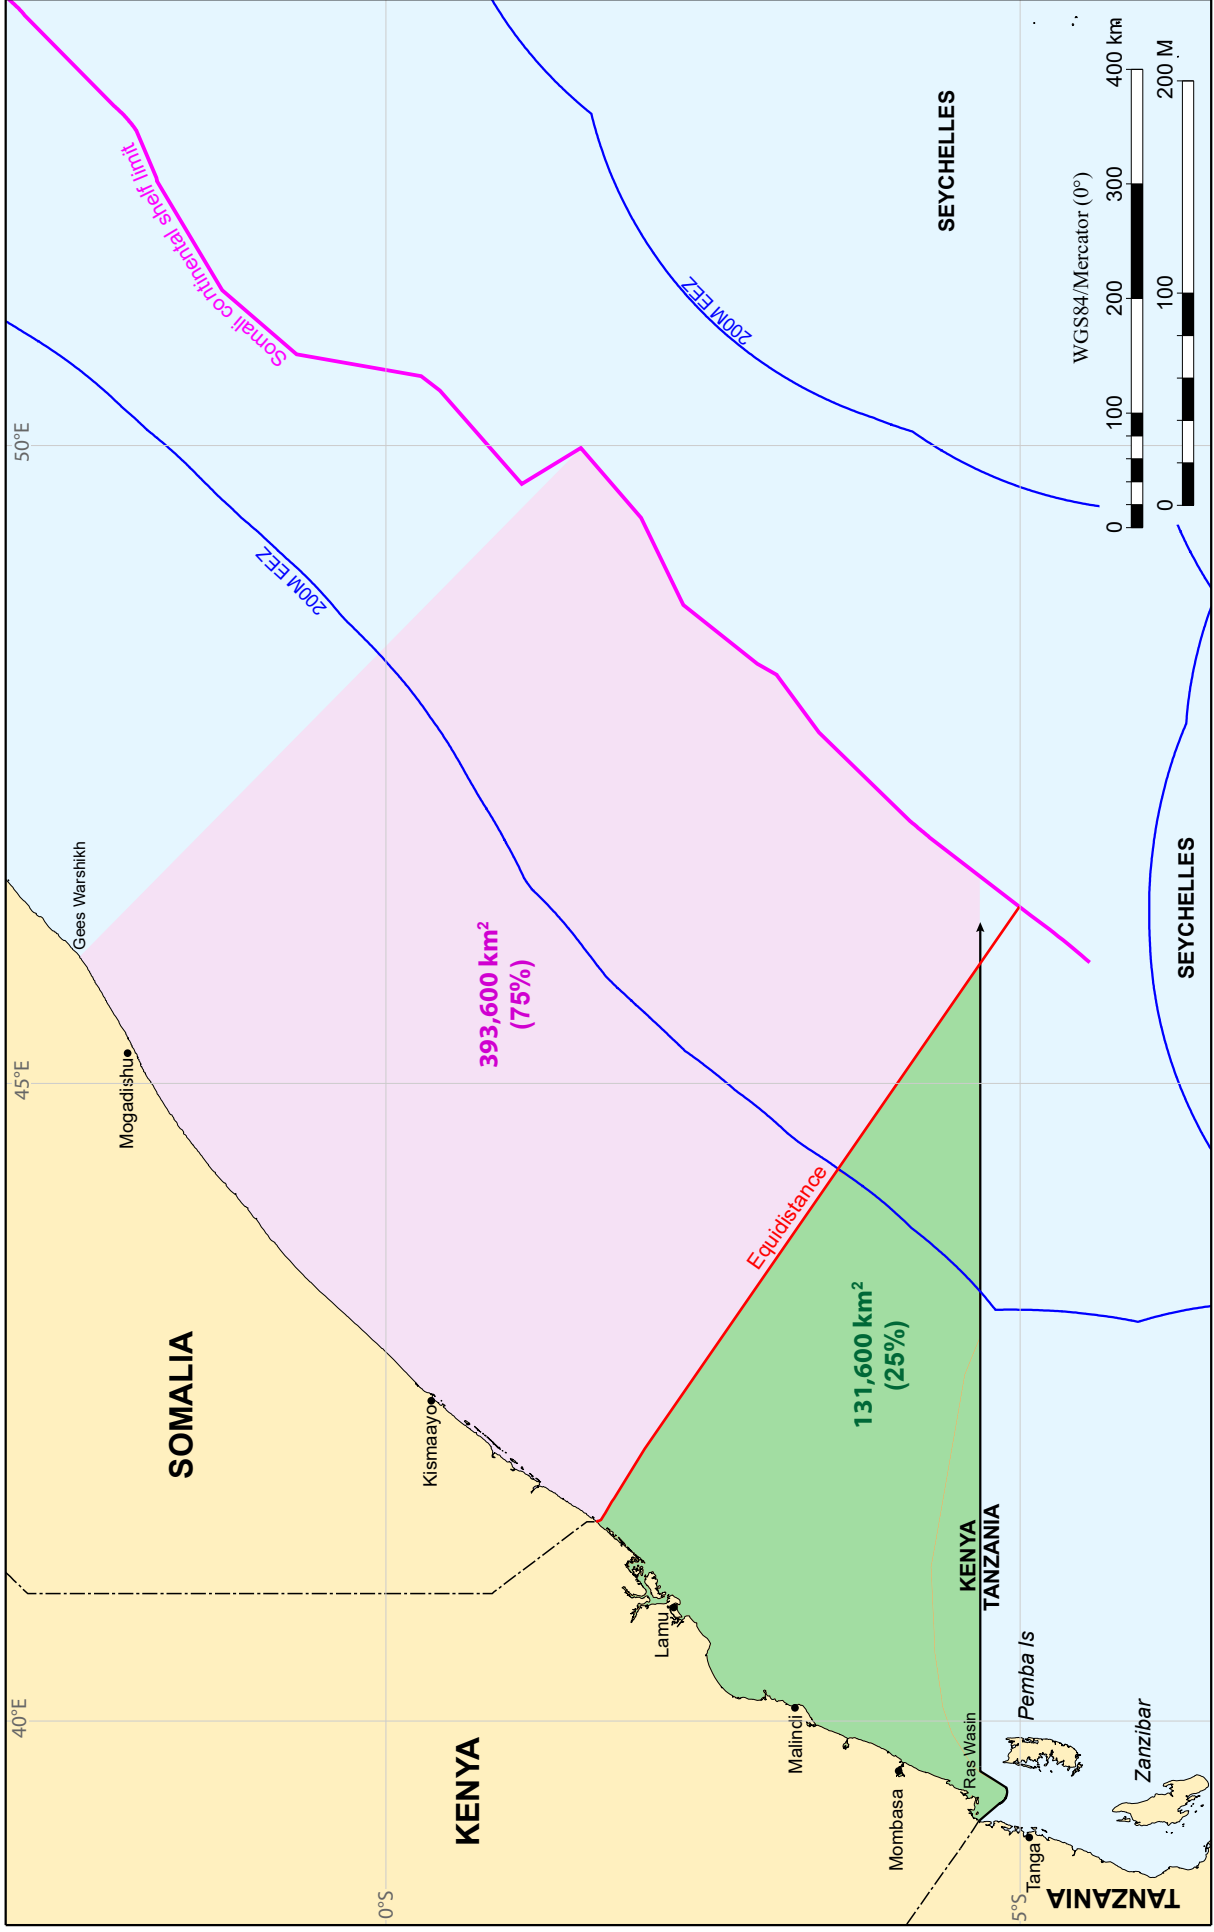 40°E
45°E
50°E
0°S
5°S
SOMALIA
KENYA
TANZANIA
Gees Warshikh
Mogadishu
Kismaayo
Lamu
Malindi
Mombasa
Ras Wasin
Tanga
Pemba Is
Zanzibar
KENYA
TANZANIA
Somali continental shelf limit
200M EEZ
200M EEZ
393,600 km²
(75%)
Equidistance
131,600 km²
(25%)
SEYCHELLES
SEYCHELLES
WGS84/Mercator (0°)
0 100 200 300 400 km
0 100 200 M